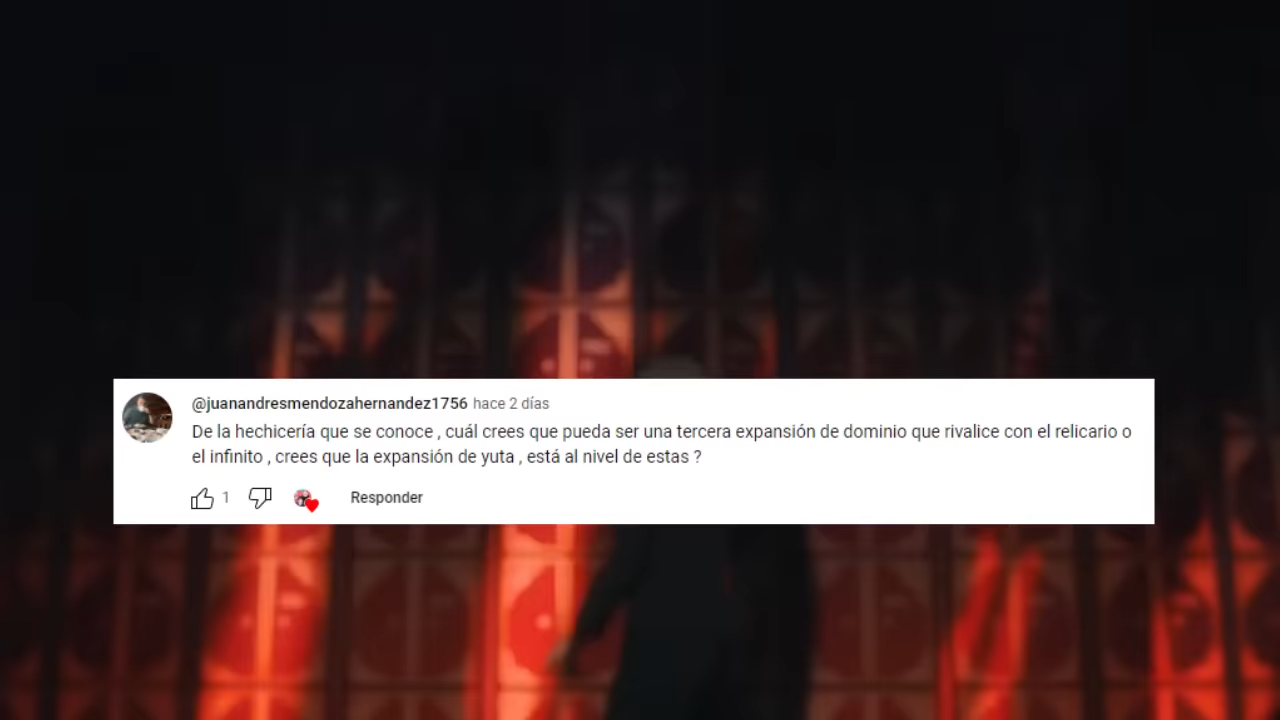 @juanandresmendozahernandez1756 hace 2 días
De la hechicería que se conoce , cuál crees que pueda ser una tercera expansión de dominio que rivalice con el relicario o
el infinito , crees que la expansión de yuta , está al nivel de estas ?
1 Responder